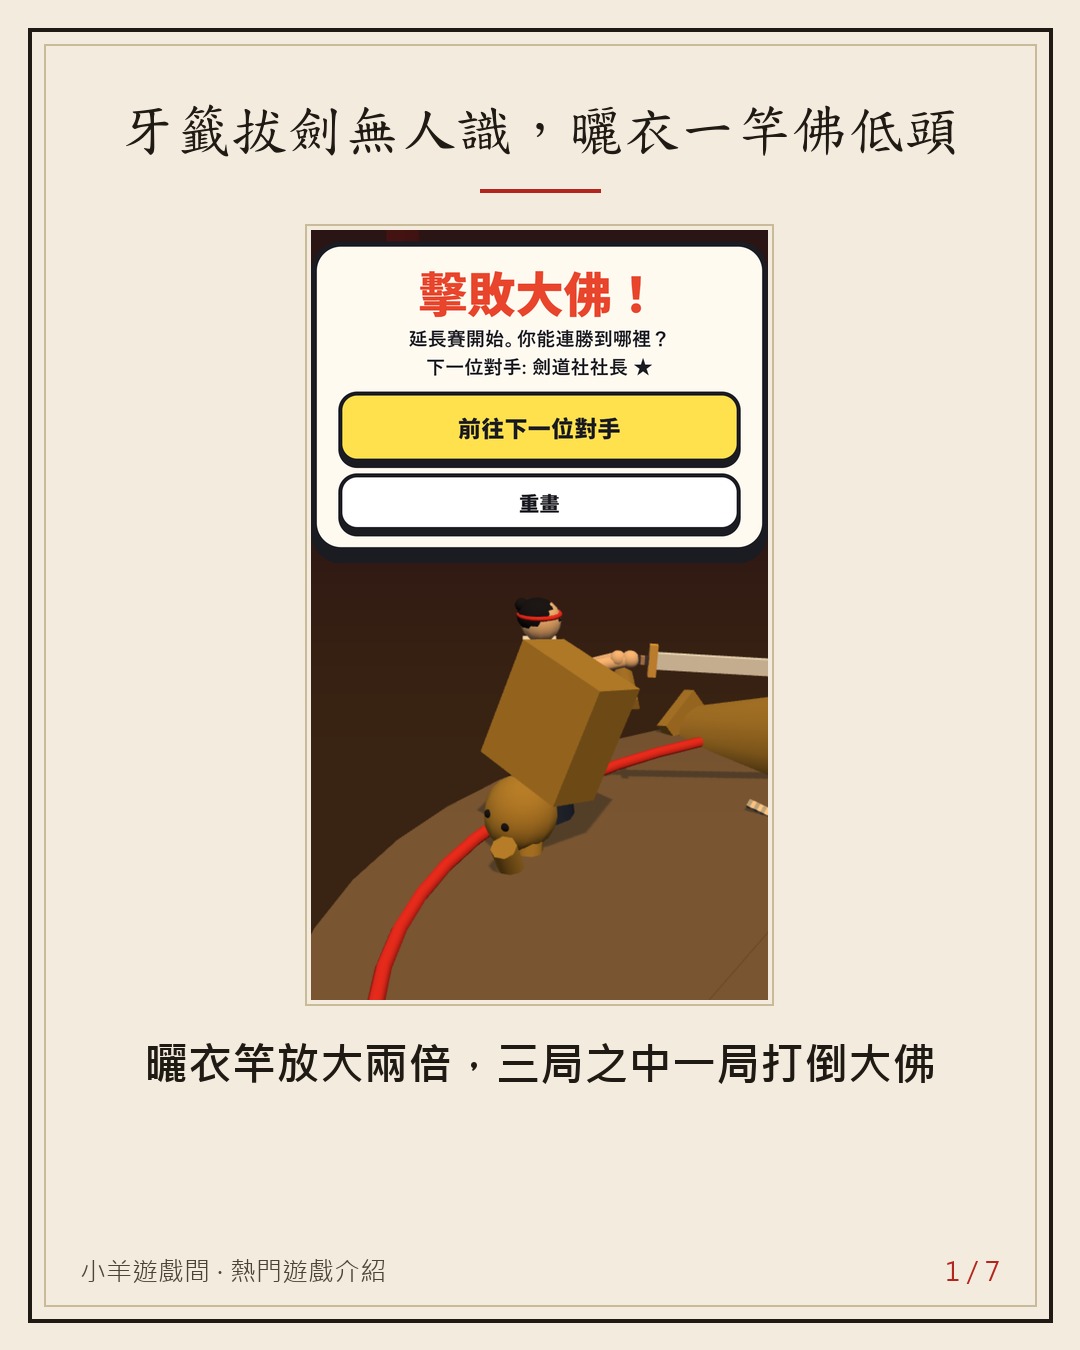 牙籤拔劍無人識，曬衣一竿佛低頭
擊敗大佛！
延長賽開始。你能連勝到哪裡？
下一位對手: 劍道社社長 ★
前往下一位對手
重畫
曬衣竿放大兩倍，三局之中一局打倒大佛
小羊遊戲間 · 熱門遊戲介紹
1 / 7